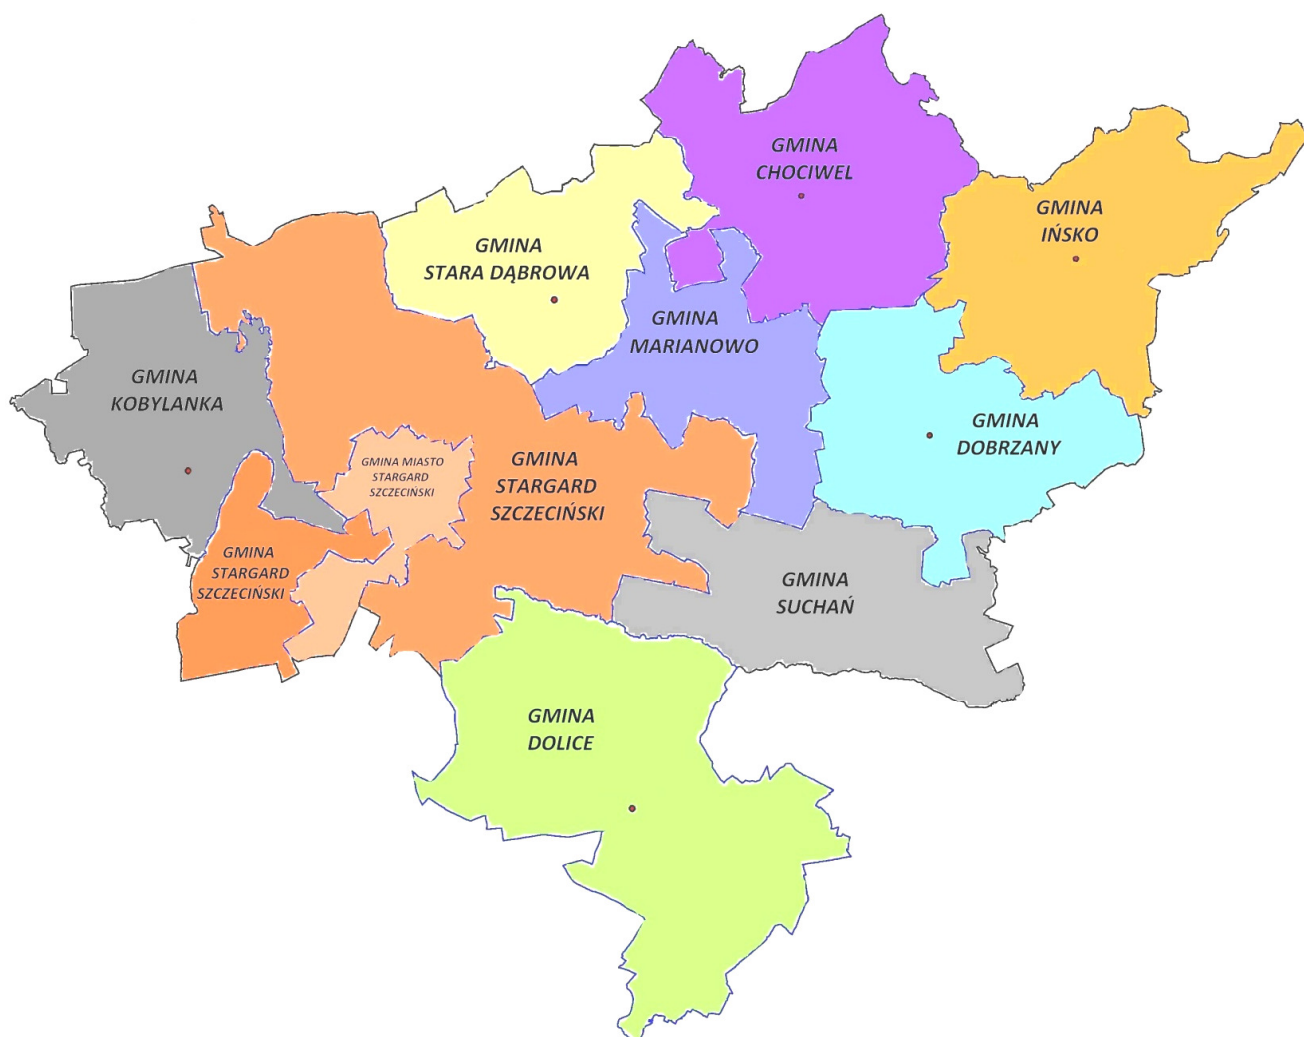 GMINA
CHOCIWEL
GMINA
IŃSKO
GMINA
STARA DĄBROWA
GMINA
MARIANOWO
GMINA
KOBYLANKA
GMINA
DOBRZANY
GMINA MIASTO
STARGARD
SZCZECIŃSKI
GMINA
STARGARD
SZCZECIŃSKI
GMINA
STARGARD
SZCZECIŃSKI
GMINA
SUCHAŃ
GMINA
DOLICE